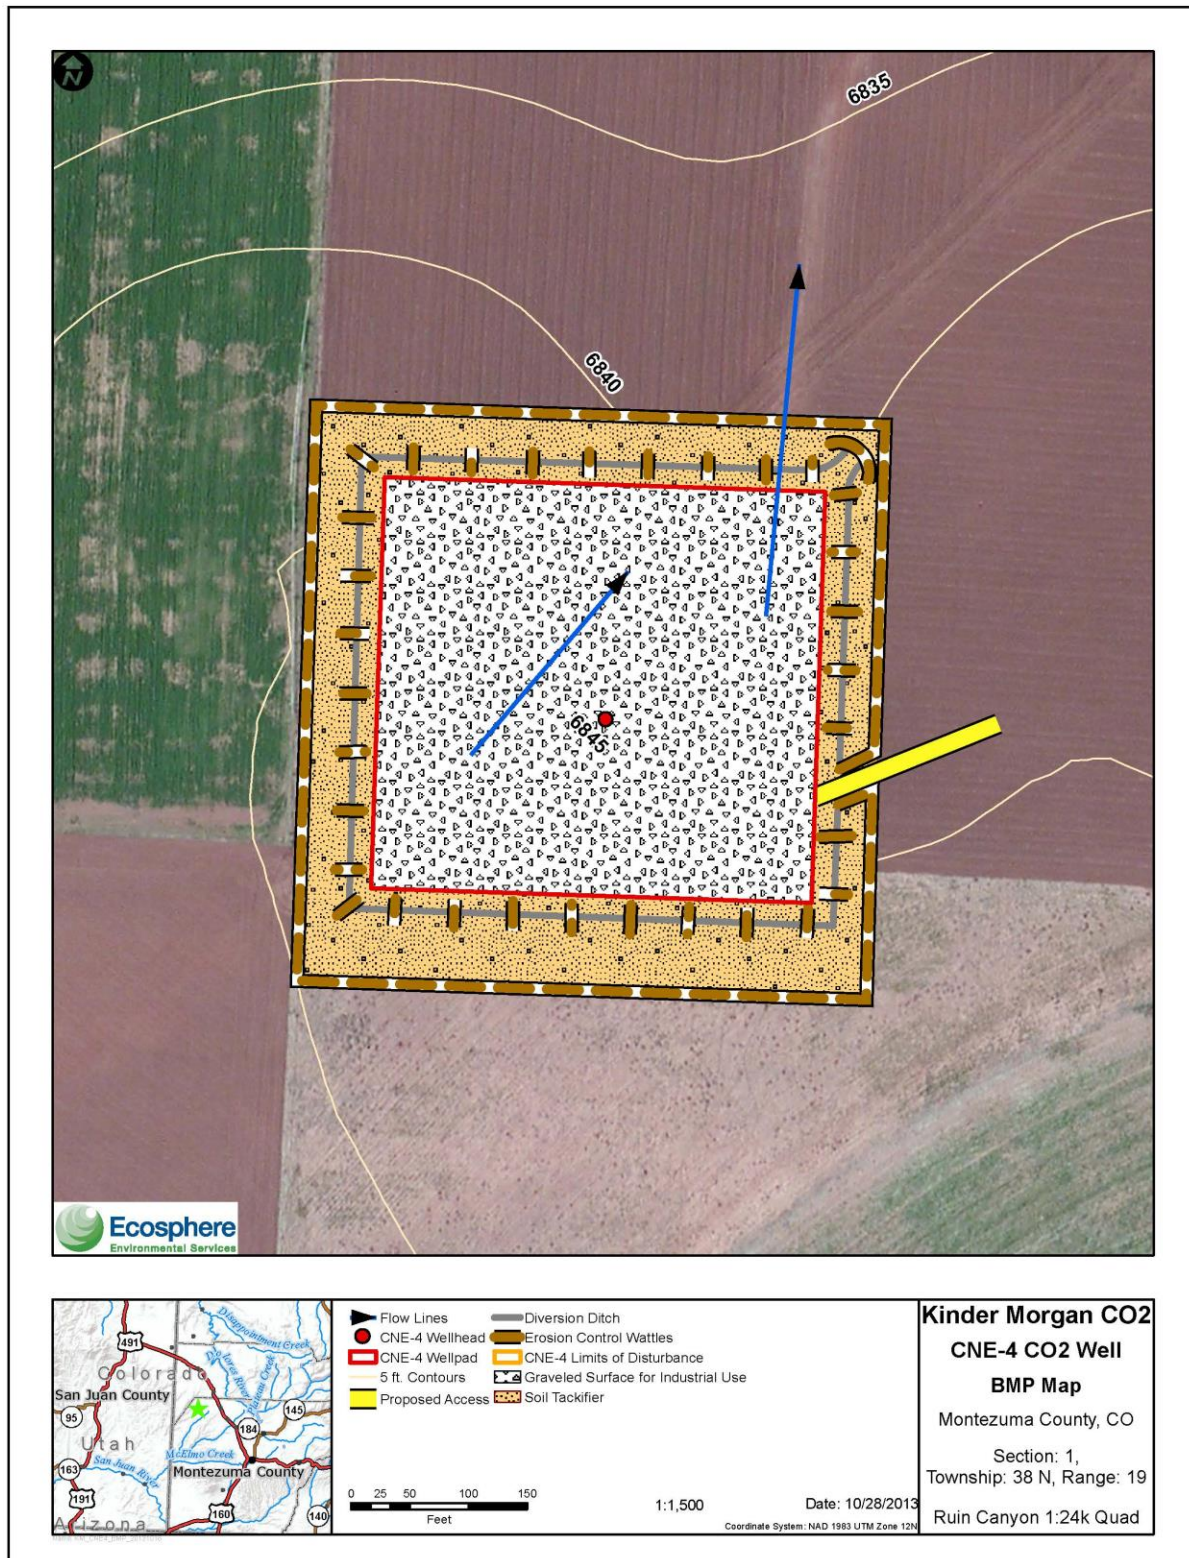 N
6835
6840
6845
Ecosphere
Environmental Services
491
Disappointment Creek
Plateau Creek
Colorado
San Juan County
95
145
184
Utah
McElmo Creek
San Juan River
163
Montezuma County
191
160
140
Arizona
Flow Lines
CNE-4 Wellhead
CNE-4 Wellpad
5 ft. Contours
Proposed Access
Diversion Ditch
Erosion Control Wattles
CNE-4 Limits of Disturbance
Graveled Surface for Industrial Use
Soil Tackifier
0 25 50 100 150
Feet
1:1,500
Date: 10/28/2013
Coordinate System: NAD 1983 UTM Zone 12N
Kinder Morgan CO2
CNE-4 CO2 Well
BMP Map
Montezuma County, CO
Section: 1,
Township: 38 N, Range: 19
Ruin Canyon 1:24k Quad